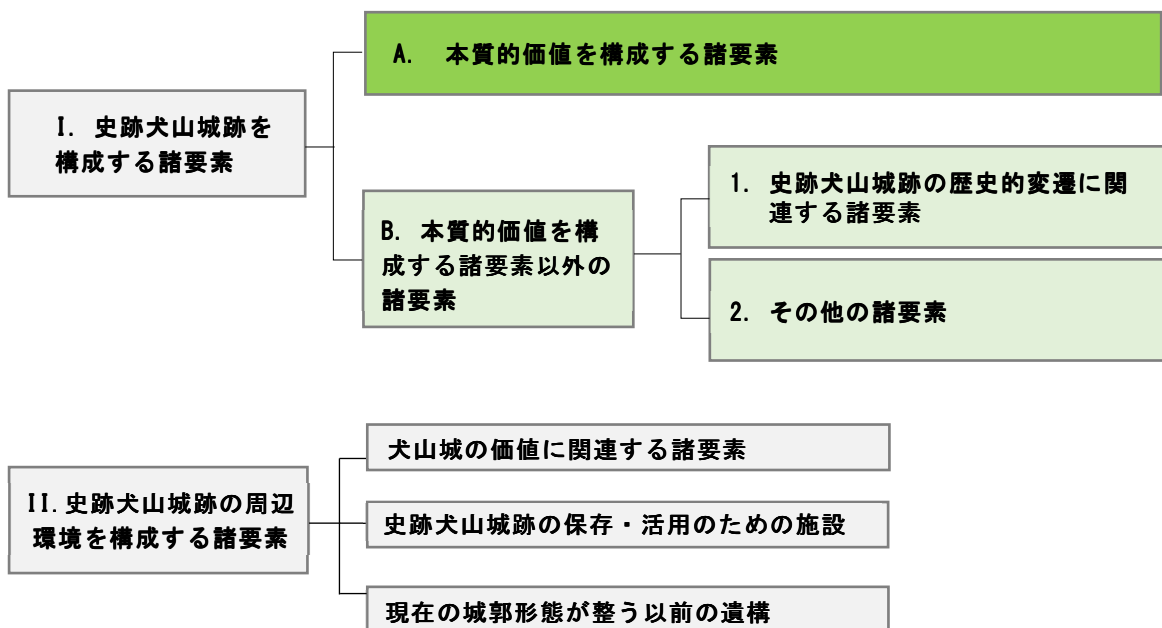 A. 本質的価値を構成する諸要素
I. 史跡犬山城跡を
構成する諸要素
B. 本質的価値を構
成する諸要素以外の
諸要素
1. 史跡犬山城跡の歴史的変遷に関
連する諸要素
2. その他の諸要素
II.史跡犬山城跡の周辺
環境を構成する諸要素
犬山城の価値に関連する諸要素
史跡犬山城跡の保存・活用のための施設
現在の城郭形態が整う以前の遺構